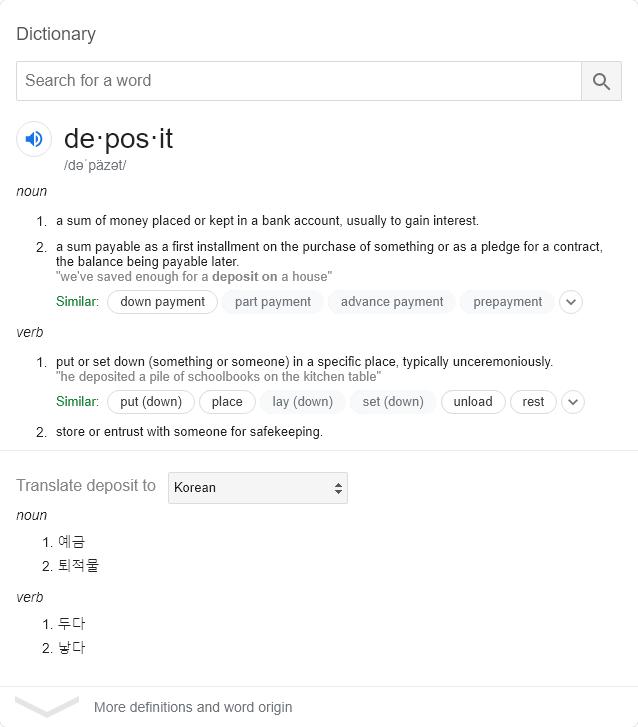 Dictionary
Search for a word
de·pos·it
/dəˈpäzət/
noun
1. a sum of money placed or kept in a bank account, usually to gain interest.
2. a sum payable as a first installment on the purchase of something or as a pledge for a contract,
the balance being payable later.
"we've saved enough for a deposit on a house"
Similar: down payment part payment advance payment prepayment
verb
1. put or set down (something or someone) in a specific place, typically unceremoniously.
"he deposited a pile of schoolbooks on the kitchen table"
Similar: put (down) place lay (down) set (down) unload rest
2. store or entrust with someone for safekeeping.
Translate deposit to Korean
noun
1. 예금
2. 퇴적물
verb
1. 두다
2. 낳다
More definitions and word origin